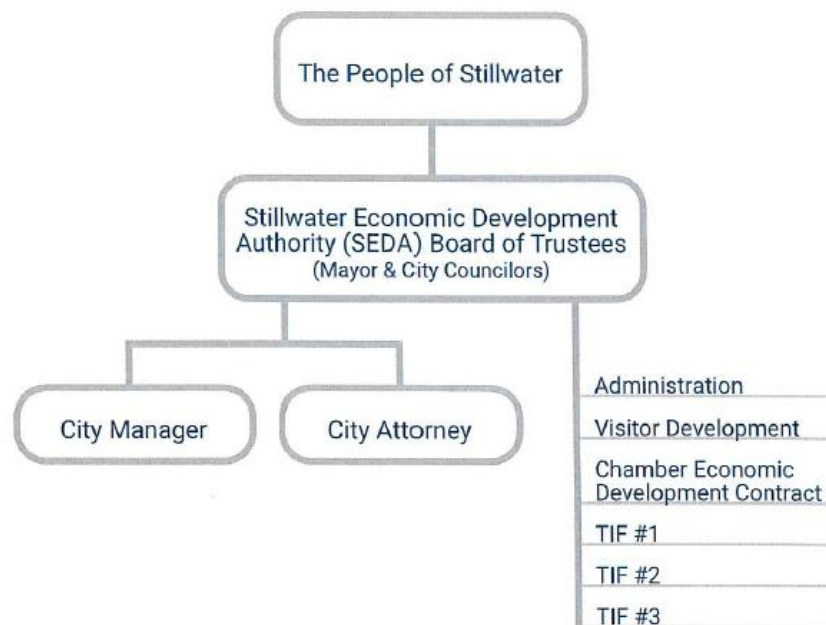 The People of Stillwater
Stillwater Economic Development
Authority (SEDA) Board of Trustees
(Mayor & City Councilors)
City Manager
City Attorney
Administration
Visitor Development
Chamber Economic
Development Contract
TIF #1
TIF #2
TIF #3